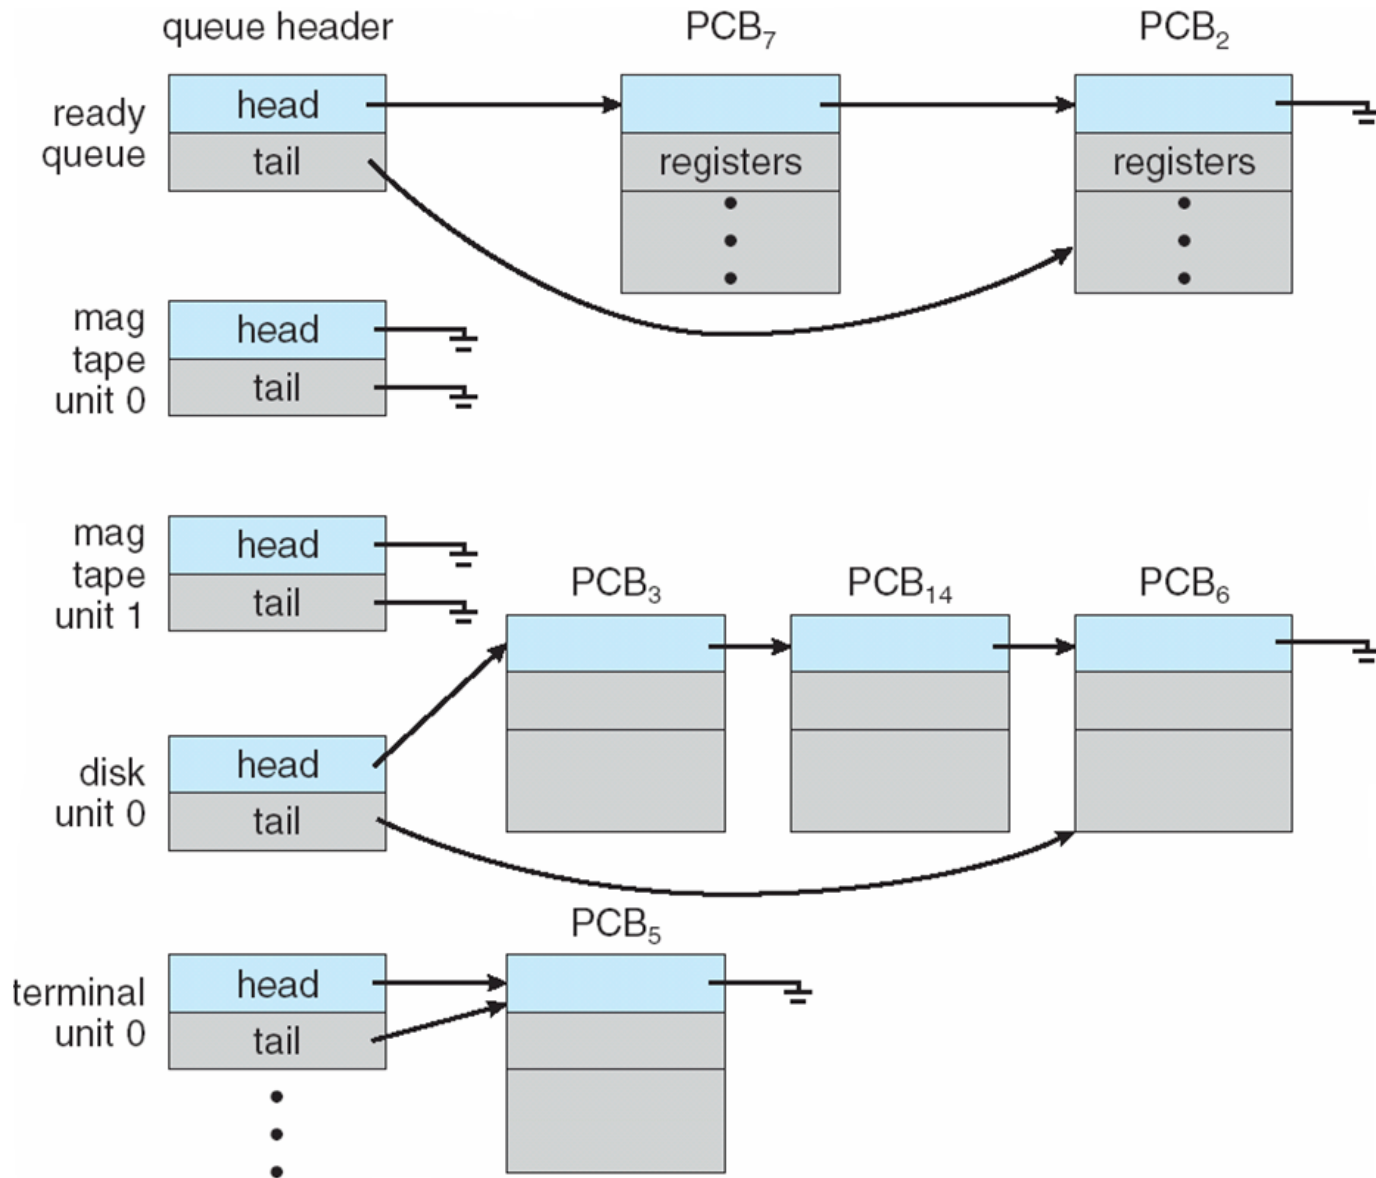 queue header
PCB₇
PCB₂
ready
queue
head
tail
registers
registers
mag
tape
unit 0
head
tail
mag
tape
unit 1
head
tail
PCB₃
PCB₁₄
PCB₆
disk
unit 0
head
tail
PCB₅
terminal
unit 0
head
tail